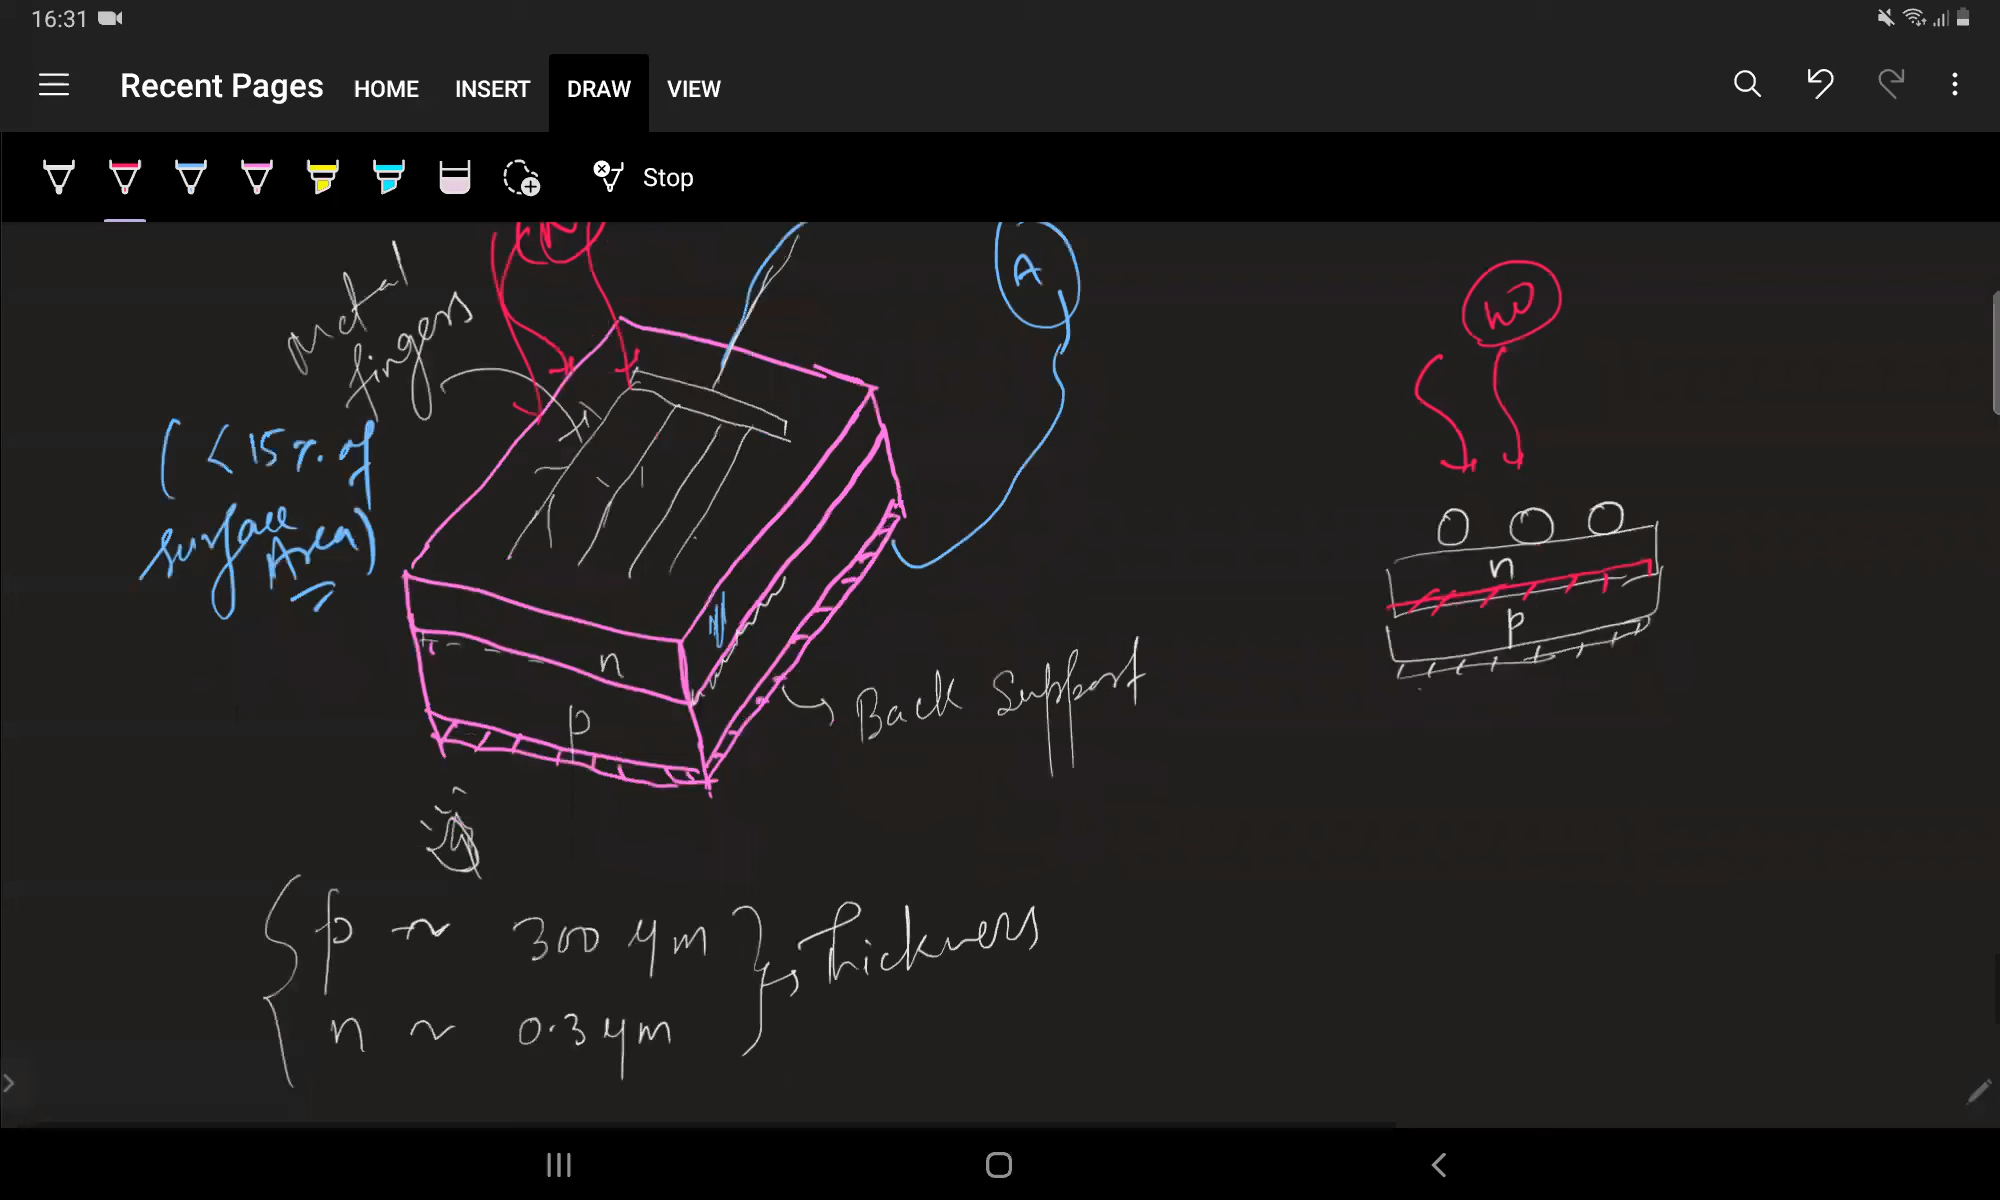 16:31
Recent Pages HOME INSERT DRAW VIEW
Stop
Metal
fingers
A
hν
(<15% of
surface
Area)
n
n
p
p
Back Support
p ~ 300 μm
thickness
n ~ 0.3 μm